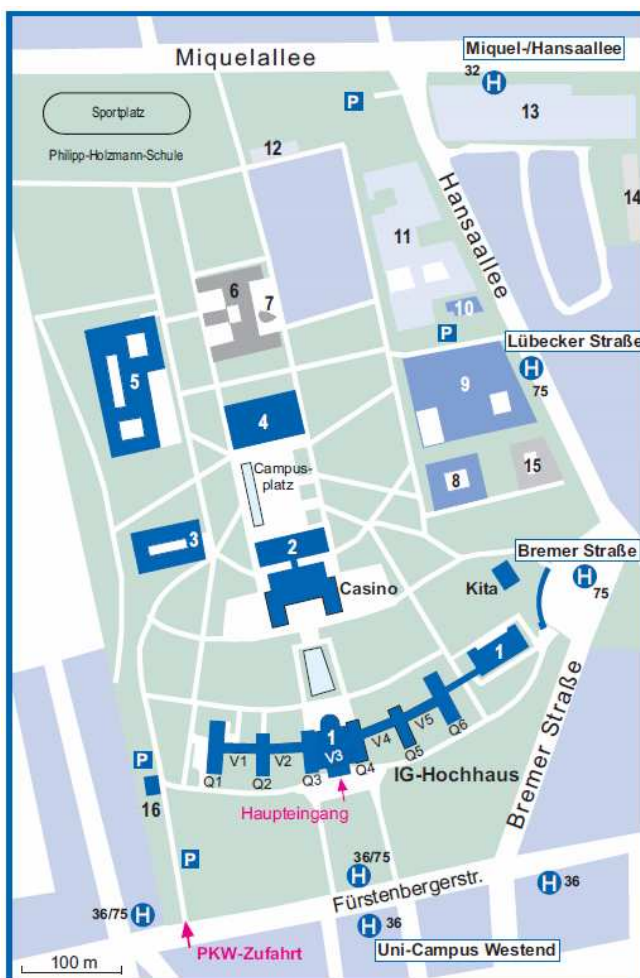 Miquelallee
Miquel-/Hansaallee
32
H
P
13
Sportplatz
Philipp-Holzmann-Schule
12
14
Hansaallee
11
6
7
10
P
Lübecker Straße
H
75
5
9
4
Campus-
platz
8
15
3
2
Bremer Straße
H
75
Casino
Kita
1
1
V3
V1
V2
V4
V5
Q1
Q2
Q3
Q4
Q5
Q6
IG-Hochhaus
Bremer Straße
P
16
Haupteingang
P
36/75
H
Fürstenbergerstr.
H
36
36/75
H
H
36
Uni-Campus Westend
PKW-Zufahrt
100 m